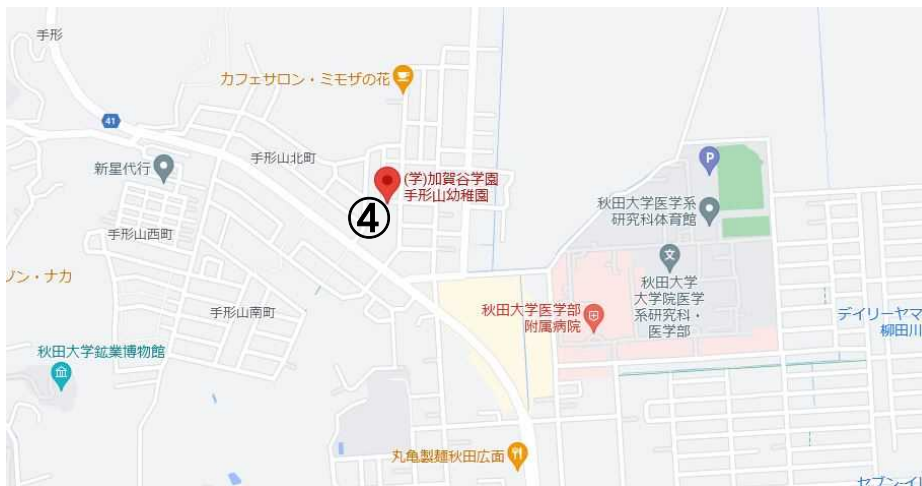 手形
カフェサロン・ミモザの花
41
手形山北町
新星代行
(学)加賀谷学園
手形山幼稚園
④
P
秋田大学医学系
研究科体育館
手形山西町
ソン・ナカ
秋田大学
大学院医学
系研究科・
医学部
手形山南町
秋田大学医学部
附属病院
デイリーヤマ
柳田川
秋田大学鉱業博物館
丸亀製麺秋田広面
セブン-イレ